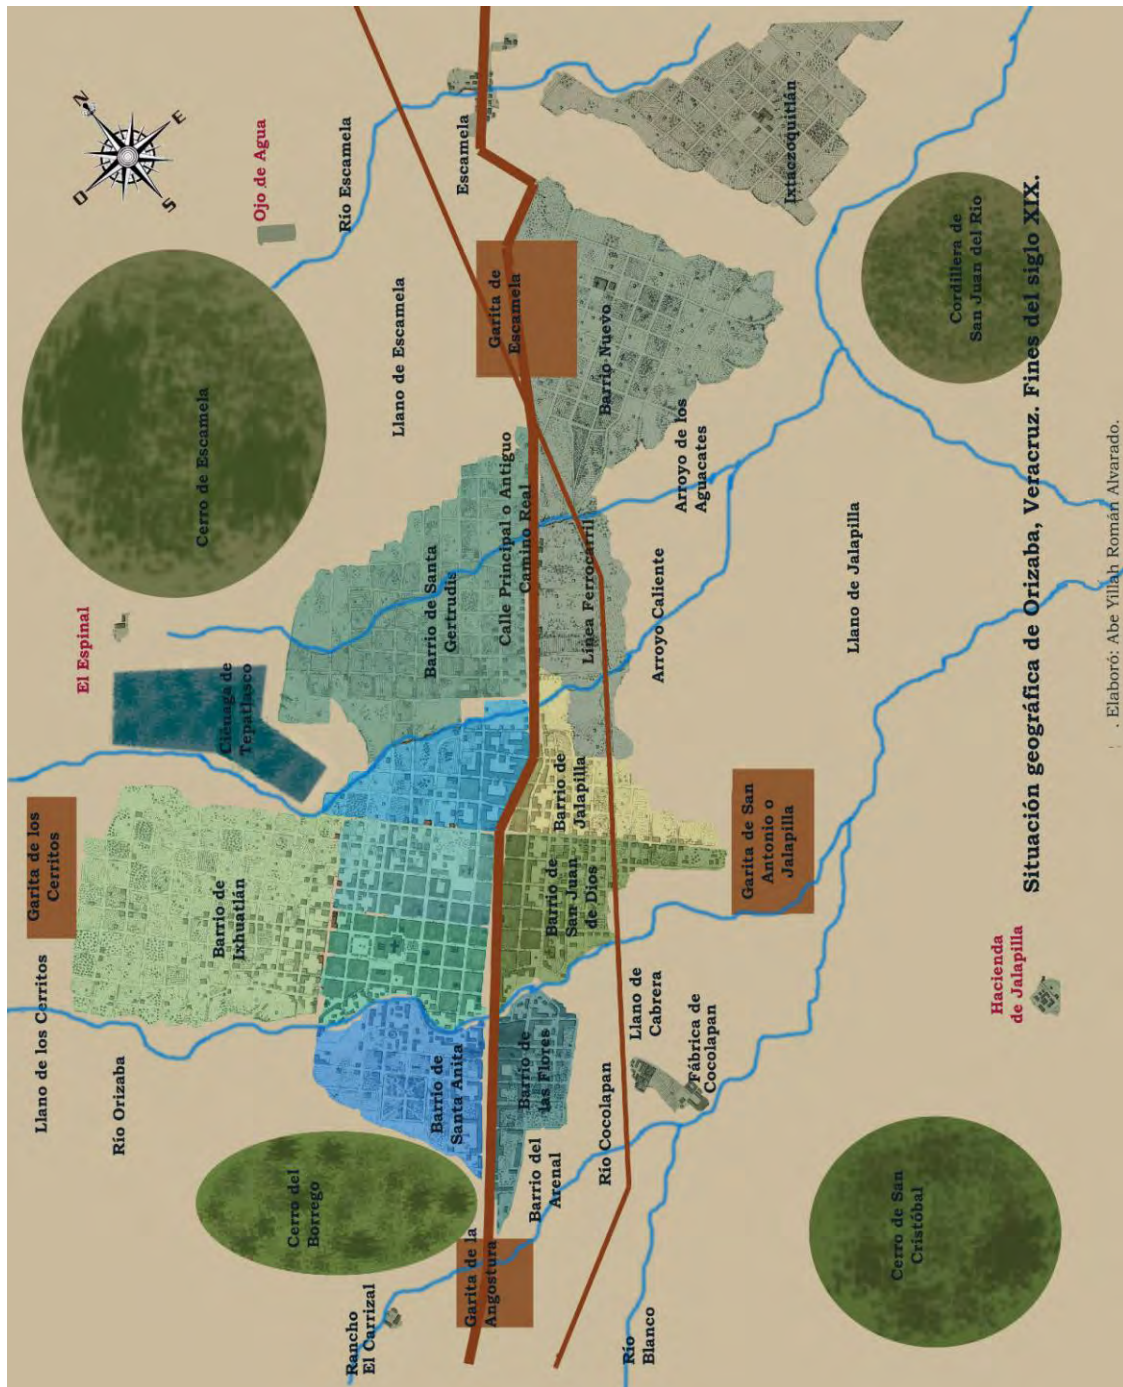 Garita de los
Cerritos
Llano de los Cerritos
Río Orizaba
El Espinal
N
O
E
S
Cerro de Escamela
Ciénaga de
Tepatlasco
Barrio de
Ixhuatlán
Ojo de Agua
Cerro del
Borrego
Río Escamela
Rancho
El Carrizal
Llano de Escamela
Barrio de
Santa Anita
Barrio de Santa
Gertrudis
Escamela
Garita de la
Angostura
Calle Principal o Antiguo
Camino Real
Garita de
Escamela
Barrio del
Arenal
Barrio de
las Flores
Barrio de
San Juan
de Dios
Barrio de
Jalapilla
Línea Ferrocarril
Barrio Nuevo
Río Cocolapan
Río
Blanco
Llano de
Cabrera
Arroyo Caliente
Arroyo de los
Aguacates
Fábrica de
Cocolapan
Garita de San
Antonio o
Jalapilla
Ixtaczoquitlán
Llano de Jalapilla
Cerro de San
Cristóbal
Cordillera de
San Juan del Río
Hacienda
de Jalapilla
Situación geográfica de Orizaba, Veracruz. Fines del siglo XIX.
. Elaboró: Abe Yillah Román Alvarado.